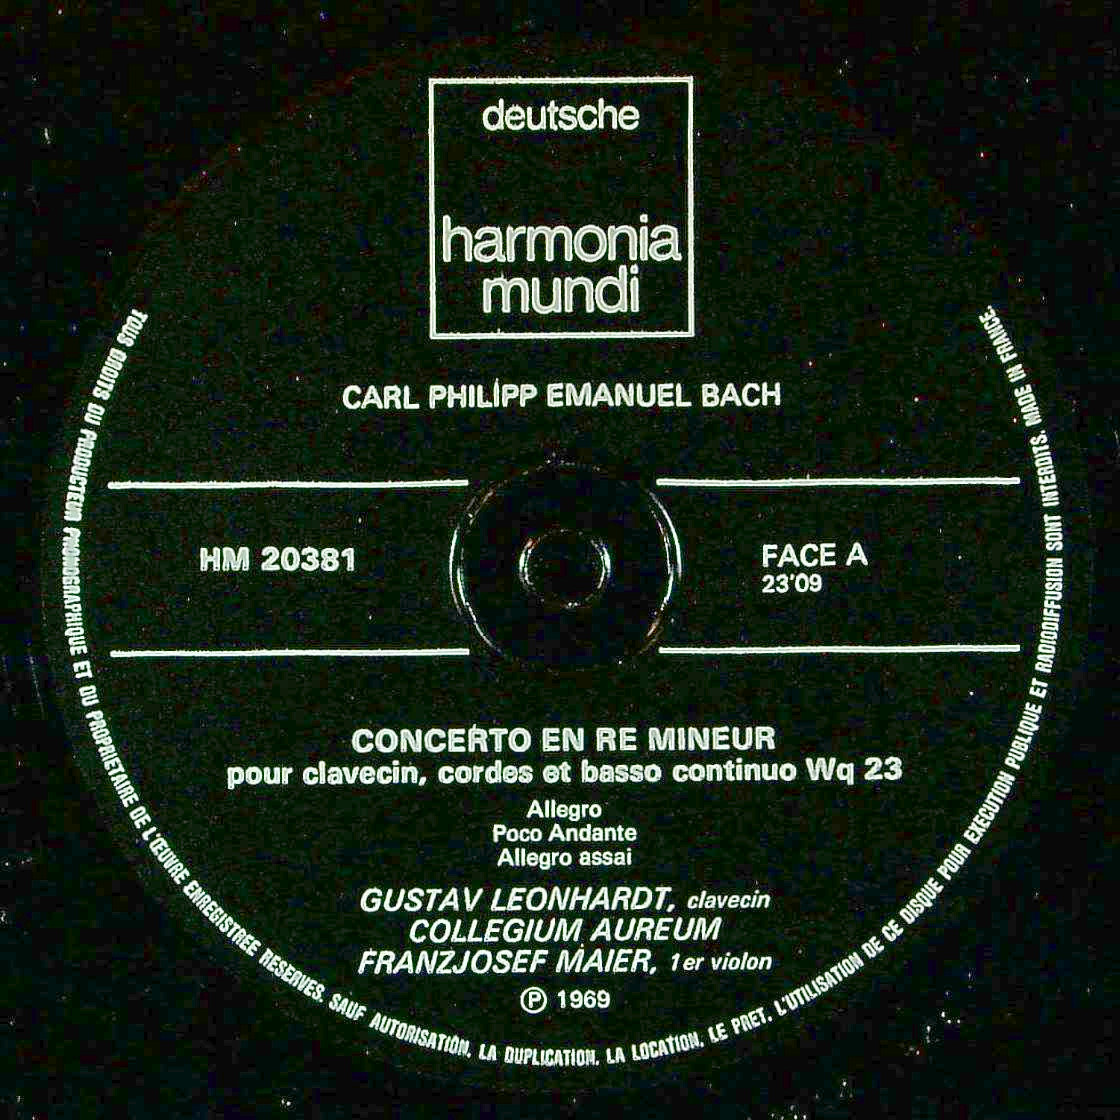 deutsche
harmonia
mundi
CARL PHILIPP EMANUEL BACH
HM 20381
FACE A
23'09
CONCERTO EN RE MINEUR
pour clavecin, cordes et basso continuo Wq 23
Allegro
Poco Andante
Allegro assai
GUSTAV LEONHARDT, clavecin
COLLEGIUM AUREUM
FRANZJOSEF MAIER, 1er violon
Ⓟ 1969
TOUS DROITS DU PRODUCTEUR PHONOGRAPHIQUE ET DU PROPRIETAIRE DE L'ŒUVRE ENREGISTREE RESERVES. SAUF AUTORISATION, LA DUPLICATION, LA LOCATION, LE PRET, L'UTILISATION DE CE DISQUE POUR EXECUTION PUBLIQUE ET RADIODIFFUSION SONT INTERDITS. MADE IN FRANCE